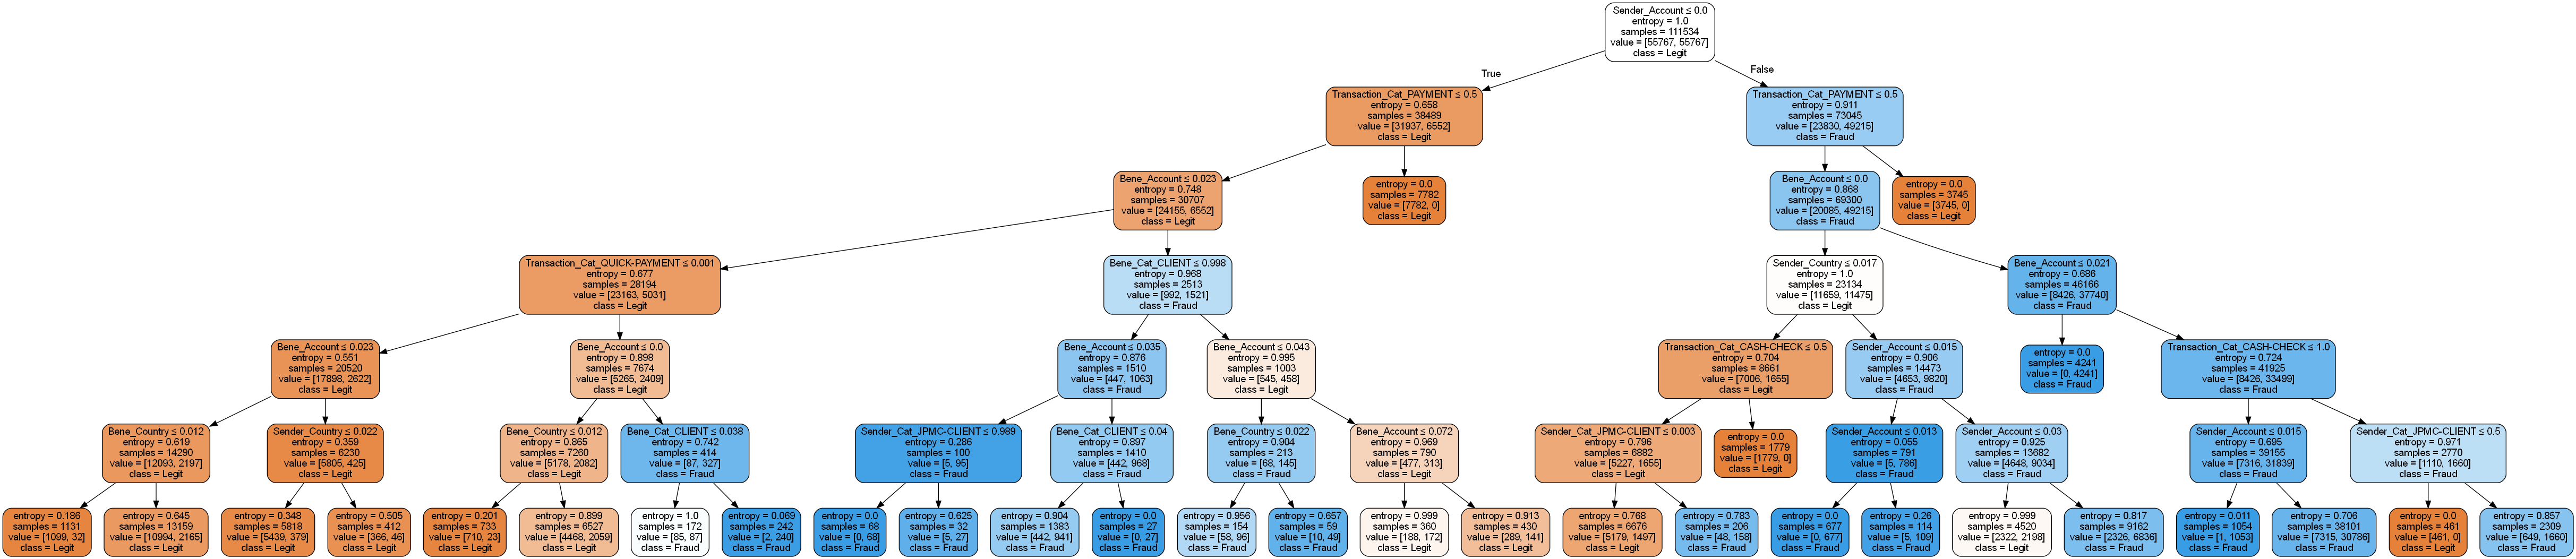 Sender_Account ≤ 0.0
entropy = 1.0
samples = 111534
value = [55767, 55767]
class = Legit
True
False
Transaction_Cat_PAYMENT ≤ 0.5
entropy = 0.658
samples = 38489
value = [31937, 6552]
class = Legit
Transaction_Cat_PAYMENT ≤ 0.5
entropy = 0.911
samples = 73045
value = [23830, 49215]
class = Fraud
Bene_Account ≤ 0.023
entropy = 0.748
samples = 30707
value = [24155, 6552]
class = Legit
entropy = 0.0
samples = 7782
value = [7782, 0]
class = Legit
Bene_Account ≤ 0.0
entropy = 0.868
samples = 69300
value = [20085, 49215]
class = Fraud
entropy = 0.0
samples = 3745
value = [3745, 0]
class = Legit
Transaction_Cat_QUICK-PAYMENT ≤ 0.001
entropy = 0.677
samples = 28194
value = [23163, 5031]
class = Legit
Bene_Cat_CLIENT ≤ 0.998
entropy = 0.968
samples = 2513
value = [992, 1521]
class = Fraud
Sender_Country ≤ 0.017
entropy = 1.0
samples = 23134
value = [11659, 11475]
class = Legit
Bene_Account ≤ 0.021
entropy = 0.686
samples = 46166
value = [8426, 37740]
class = Fraud
Bene_Account ≤ 0.023
entropy = 0.551
samples = 20520
value = [17898, 2622]
class = Legit
Bene_Account ≤ 0.0
entropy = 0.898
samples = 7674
value = [5265, 2409]
class = Legit
Bene_Account ≤ 0.035
entropy = 0.876
samples = 1510
value = [447, 1063]
class = Fraud
Bene_Account ≤ 0.043
entropy = 0.995
samples = 1003
value = [545, 458]
class = Legit
Transaction_Cat_CASH-CHECK ≤ 0.5
entropy = 0.704
samples = 8661
value = [7006, 1655]
class = Legit
Sender_Account ≤ 0.015
entropy = 0.906
samples = 14473
value = [4653, 9820]
class = Fraud
entropy = 0.0
samples = 4241
value = [0, 4241]
class = Fraud
Transaction_Cat_CASH-CHECK ≤ 1.0
entropy = 0.724
samples = 41925
value = [8426, 33499]
class = Fraud
Bene_Country ≤ 0.012
entropy = 0.619
samples = 14290
value = [12093, 2197]
class = Legit
Sender_Country ≤ 0.022
entropy = 0.359
samples = 6230
value = [5805, 425]
class = Legit
Bene_Country ≤ 0.012
entropy = 0.865
samples = 7260
value = [5178, 2082]
class = Legit
Bene_Cat_CLIENT ≤ 0.038
entropy = 0.742
samples = 414
value = [87, 327]
class = Fraud
Sender_Cat_JPMC-CLIENT ≤ 0.989
entropy = 0.286
samples = 100
value = [5, 95]
class = Fraud
Bene_Cat_CLIENT ≤ 0.04
entropy = 0.897
samples = 1410
value = [442, 968]
class = Fraud
Bene_Country ≤ 0.022
entropy = 0.904
samples = 213
value = [68, 145]
class = Fraud
Bene_Account ≤ 0.072
entropy = 0.969
samples = 790
value = [477, 313]
class = Legit
Sender_Cat_JPMC-CLIENT ≤ 0.003
entropy = 0.796
samples = 6882
value = [5227, 1655]
class = Legit
entropy = 0.0
samples = 1779
value = [1779, 0]
class = Legit
Sender_Account ≤ 0.013
entropy = 0.055
samples = 791
value = [5, 786]
class = Fraud
Sender_Account ≤ 0.03
entropy = 0.925
samples = 13682
value = [4648, 9034]
class = Fraud
Sender_Account ≤ 0.015
entropy = 0.695
samples = 39155
value = [7316, 31839]
class = Fraud
Sender_Cat_JPMC-CLIENT ≤ 0.5
entropy = 0.971
samples = 2770
value = [1110, 1660]
class = Fraud
entropy = 0.186
samples = 1131
value = [1099, 32]
class = Legit
entropy = 0.645
samples = 13159
value = [10994, 2165]
class = Legit
entropy = 0.348
samples = 5818
value = [5439, 379]
class = Legit
entropy = 0.505
samples = 412
value = [366, 46]
class = Legit
entropy = 0.201
samples = 733
value = [710, 23]
class = Legit
entropy = 0.899
samples = 6527
value = [4468, 2059]
class = Legit
entropy = 1.0
samples = 172
value = [85, 87]
class = Fraud
entropy = 0.069
samples = 242
value = [2, 240]
class = Fraud
entropy = 0.0
samples = 68
value = [0, 68]
class = Fraud
entropy = 0.625
samples = 32
value = [5, 27]
class = Fraud
entropy = 0.904
samples = 1383
value = [442, 941]
class = Fraud
entropy = 0.0
samples = 27
value = [0, 27]
class = Fraud
entropy = 0.956
samples = 154
value = [58, 96]
class = Fraud
entropy = 0.657
samples = 59
value = [10, 49]
class = Fraud
entropy = 0.999
samples = 360
value = [188, 172]
class = Legit
entropy = 0.913
samples = 430
value = [289, 141]
class = Legit
entropy = 0.768
samples = 6676
value = [5179, 1497]
class = Legit
entropy = 0.783
samples = 206
value = [48, 158]
class = Fraud
entropy = 0.0
samples = 677
value = [0, 677]
class = Fraud
entropy = 0.26
samples = 114
value = [5, 109]
class = Fraud
entropy = 0.999
samples = 4520
value = [2322, 2198]
class = Legit
entropy = 0.817
samples = 9162
value = [2326, 6836]
class = Fraud
entropy = 0.011
samples = 1054
value = [1, 1053]
class = Fraud
entropy = 0.706
samples = 38101
value = [7315, 30786]
class = Fraud
entropy = 0.0
samples = 461
value = [461, 0]
class = Legit
entropy = 0.857
samples = 2309
value = [649, 1660]
class = Fraud